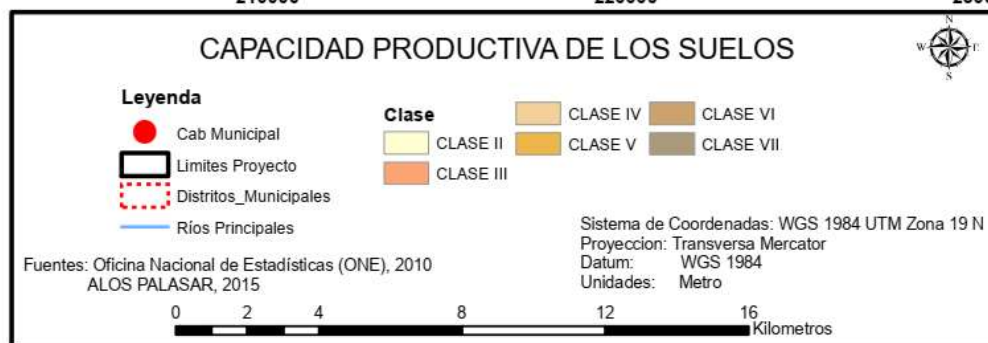 210000 220000
CAPACIDAD PRODUCTIVA DE LOS SUELOS
N
W E
S
Leyenda
Cab Municipal
Limites Proyecto
Distritos_Municipales
Ríos Principales
Clase
CLASE II
CLASE III
CLASE IV
CLASE V
CLASE VI
CLASE VII
Fuentes: Oficina Nacional de Estadísticas (ONE), 2010
ALOS PALASAR, 2015
Sistema de Coordenadas: WGS 1984 UTM Zona 19 N
Proyeccion: Transversa Mercator
Datum: WGS 1984
Unidades: Metro
0 2 4 8 12 16
Kilometros